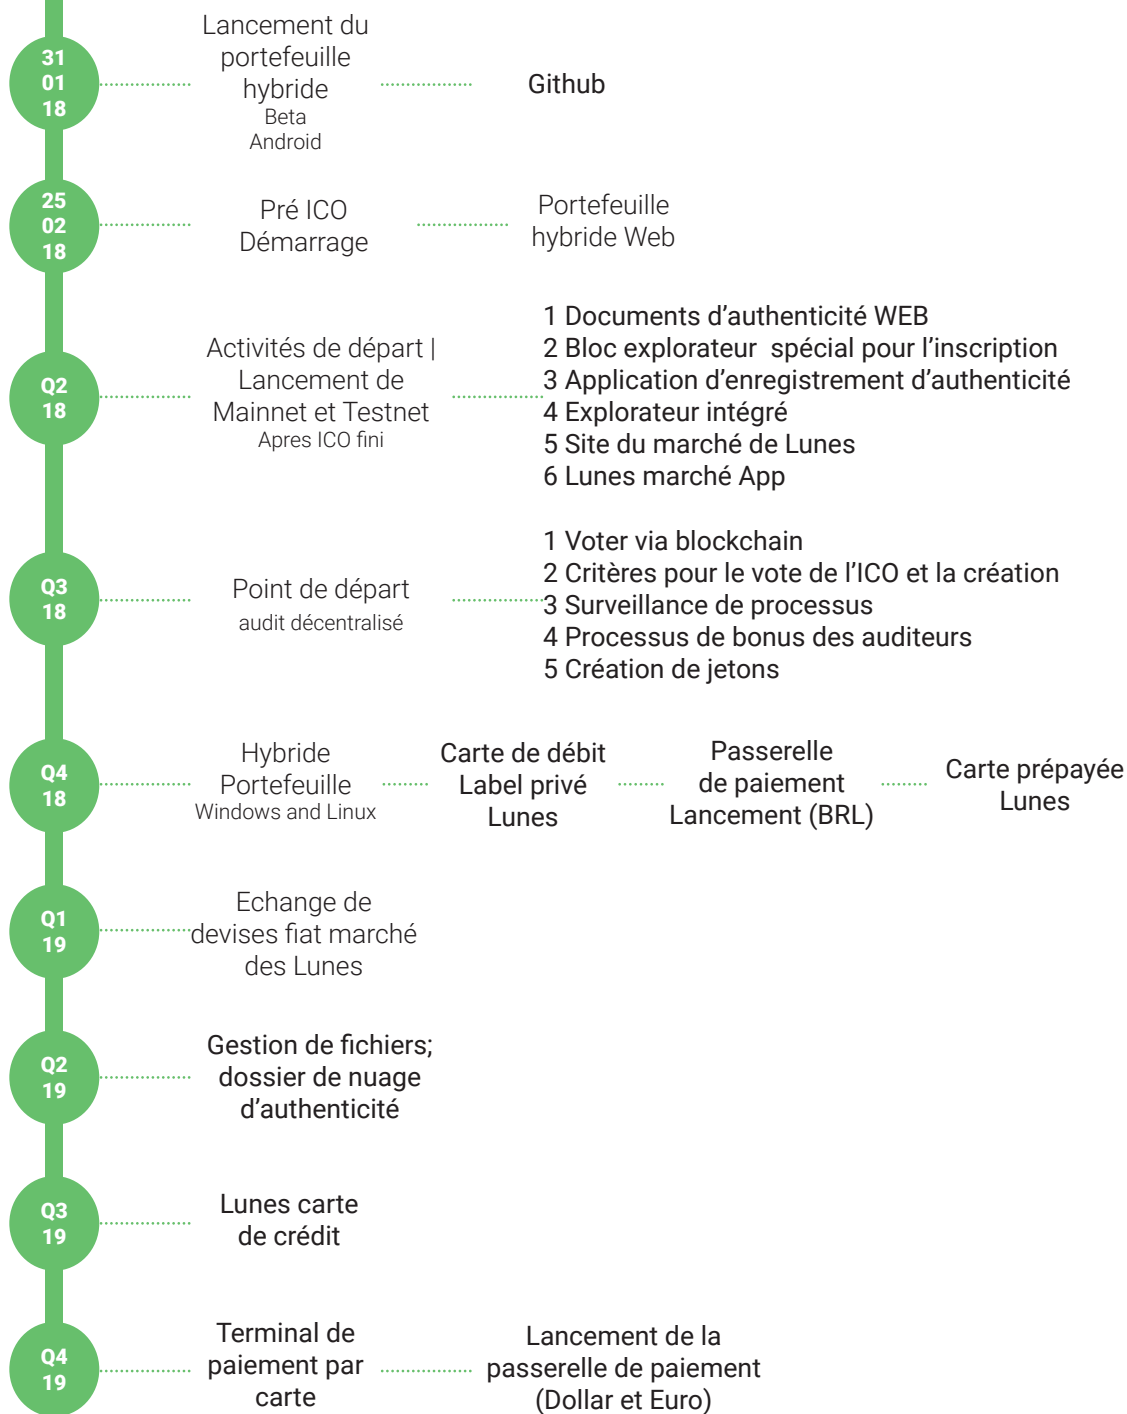 31
01
18
Lancement du
portefeuille
hybride
Beta
Android
Github
25
02
18
Pré ICO
Démarrage
Portefeuille
hybride Web
Q2
18
Activités de départ |
Lancement de
Mainnet et Testnet
Apres ICO fini
1 Documents d’authenticité WEB
2 Bloc explorateur  spécial pour l’inscription
3 Application d’enregistrement d’authenticité
4 Explorateur intégré
5 Site du marché de Lunes
6 Lunes marché App
Q3
18
Point de départ
audit décentralisé
1 Voter via blockchain
2 Critères pour le vote de l’ICO et la création
3 Surveillance de processus
4 Processus de bonus des auditeurs
5 Création de jetons
Q4
18
Hybride
Portefeuille
Windows and Linux
Carte de débit
Label privé
Lunes
Passerelle
de paiement
Lancement (BRL)
Carte prépayée
Lunes
Q1
19
Echange de
devises fiat marché
des Lunes
Q2
19
Gestion de fichiers;
dossier de nuage
d’authenticité
Q3
19
Lunes carte
de crédit
Q4
19
Terminal de
paiement par
carte
Lancement de la
passerelle de paiement
(Dollar et Euro)